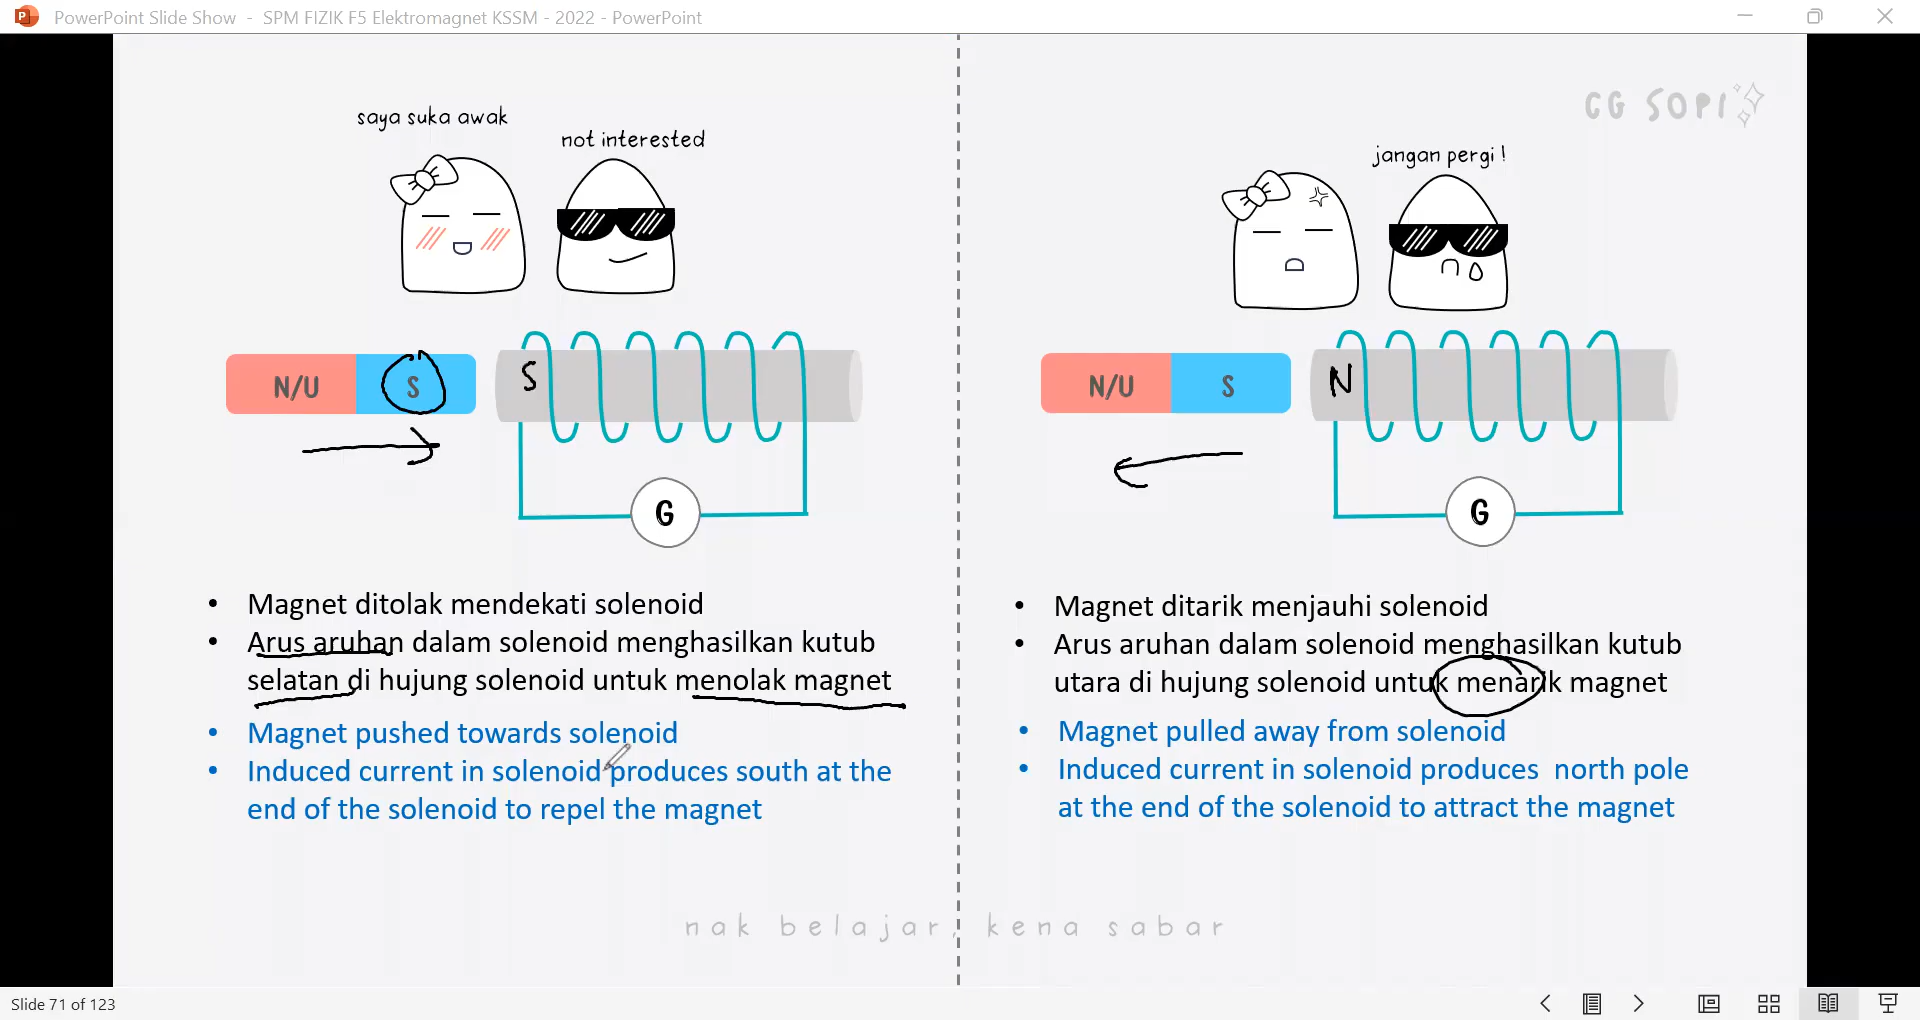 PowerPoint Slide Show - SPM FIZIK F5 Elektromagnet KSSM - 2022 - PowerPoint
CG SOPI
saya suka awak
not interested
N/U S
S
G
• Magnet ditolak mendekati solenoid
• Arus aruhan dalam solenoid menghasilkan kutub
selatan di hujung solenoid untuk menolak magnet
• Magnet pushed towards solenoid
• Induced current in solenoid produces south at the
end of the solenoid to repel the magnet
jangan pergi !
N/U S
N
G
• Magnet ditarik menjauhi solenoid
• Arus aruhan dalam solenoid menghasilkan kutub
utara di hujung solenoid untuk menarik magnet
• Magnet pulled away from solenoid
• Induced current in solenoid produces north pole
at the end of the solenoid to attract the magnet
nak belajar, kena sabar
Slide 71 of 123